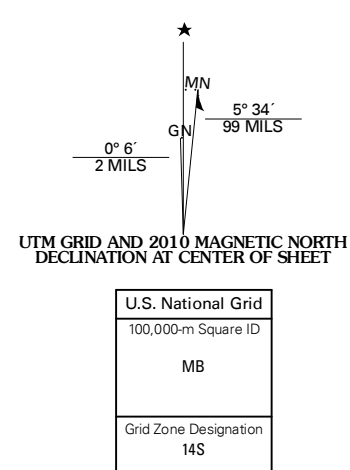 ★
MN
5° 34´
99 MILS
GN
0° 6´
2 MILS
UTM GRID AND 2010 MAGNETIC NORTH
DECLINATION AT CENTER OF SHEET
U.S. National Grid
100,000-m Square ID
MB
Grid Zone Designation
14S